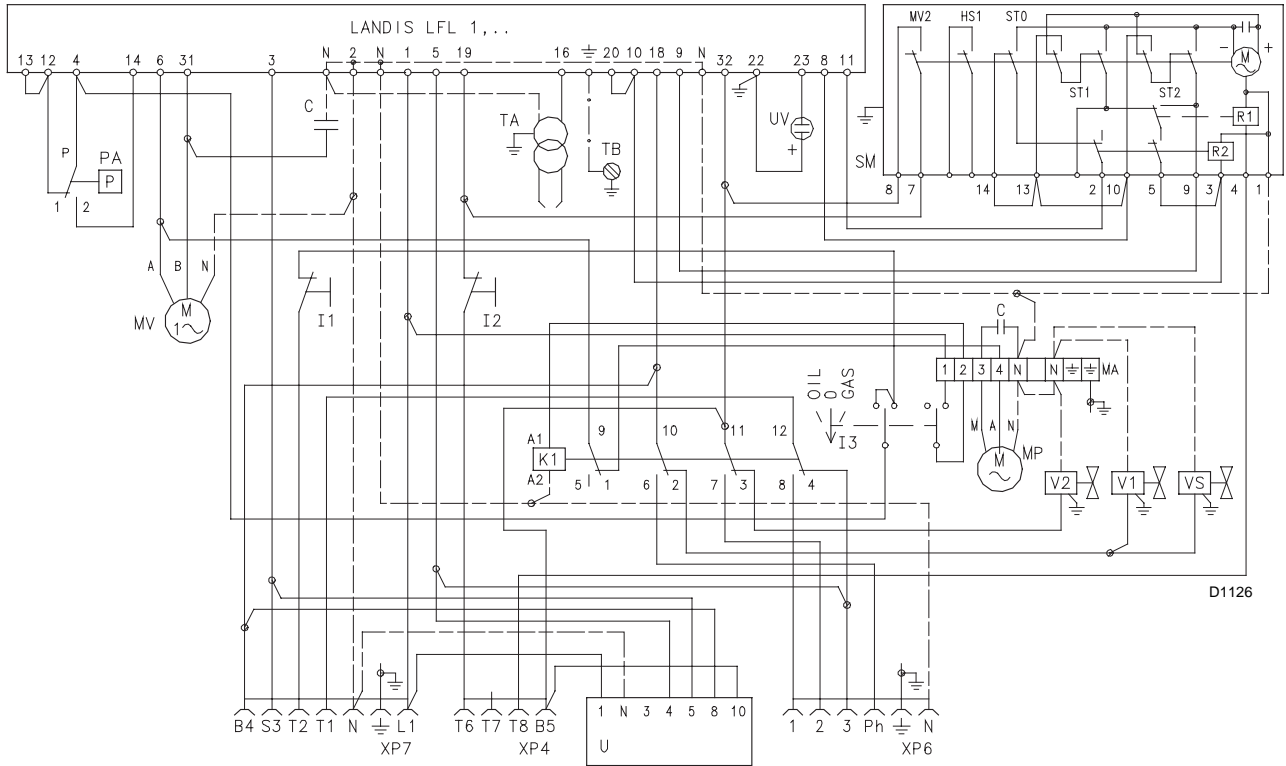 LANDIS LFL 1,..
MV2 HS1 ST0
13 12 4 14 6 31 3 N 2 N 1 5 19 16 20 10 18 9 N 32 22 23 8 11
- M +
ST1 ST2
C TA UV
R1
TB R2
P PA P SM
1 2
8 7 14 13 2 10 5 9 3 4 1
A B N
M 1
MV I1 I2
C
1 2 3 4 N N MA
OIL 0 GAS
I3
M A N
M MP
9 10 11 12
A1 K1 A2
5 1 6 2 7 3 8 4
V2 V1 VS
D1126
B4 S3 T2 T1 N L1 T6 T7 T8 B5
1 N 3 4 5 8 10
1 2 3 Ph N
XP7 XP4 U XP6